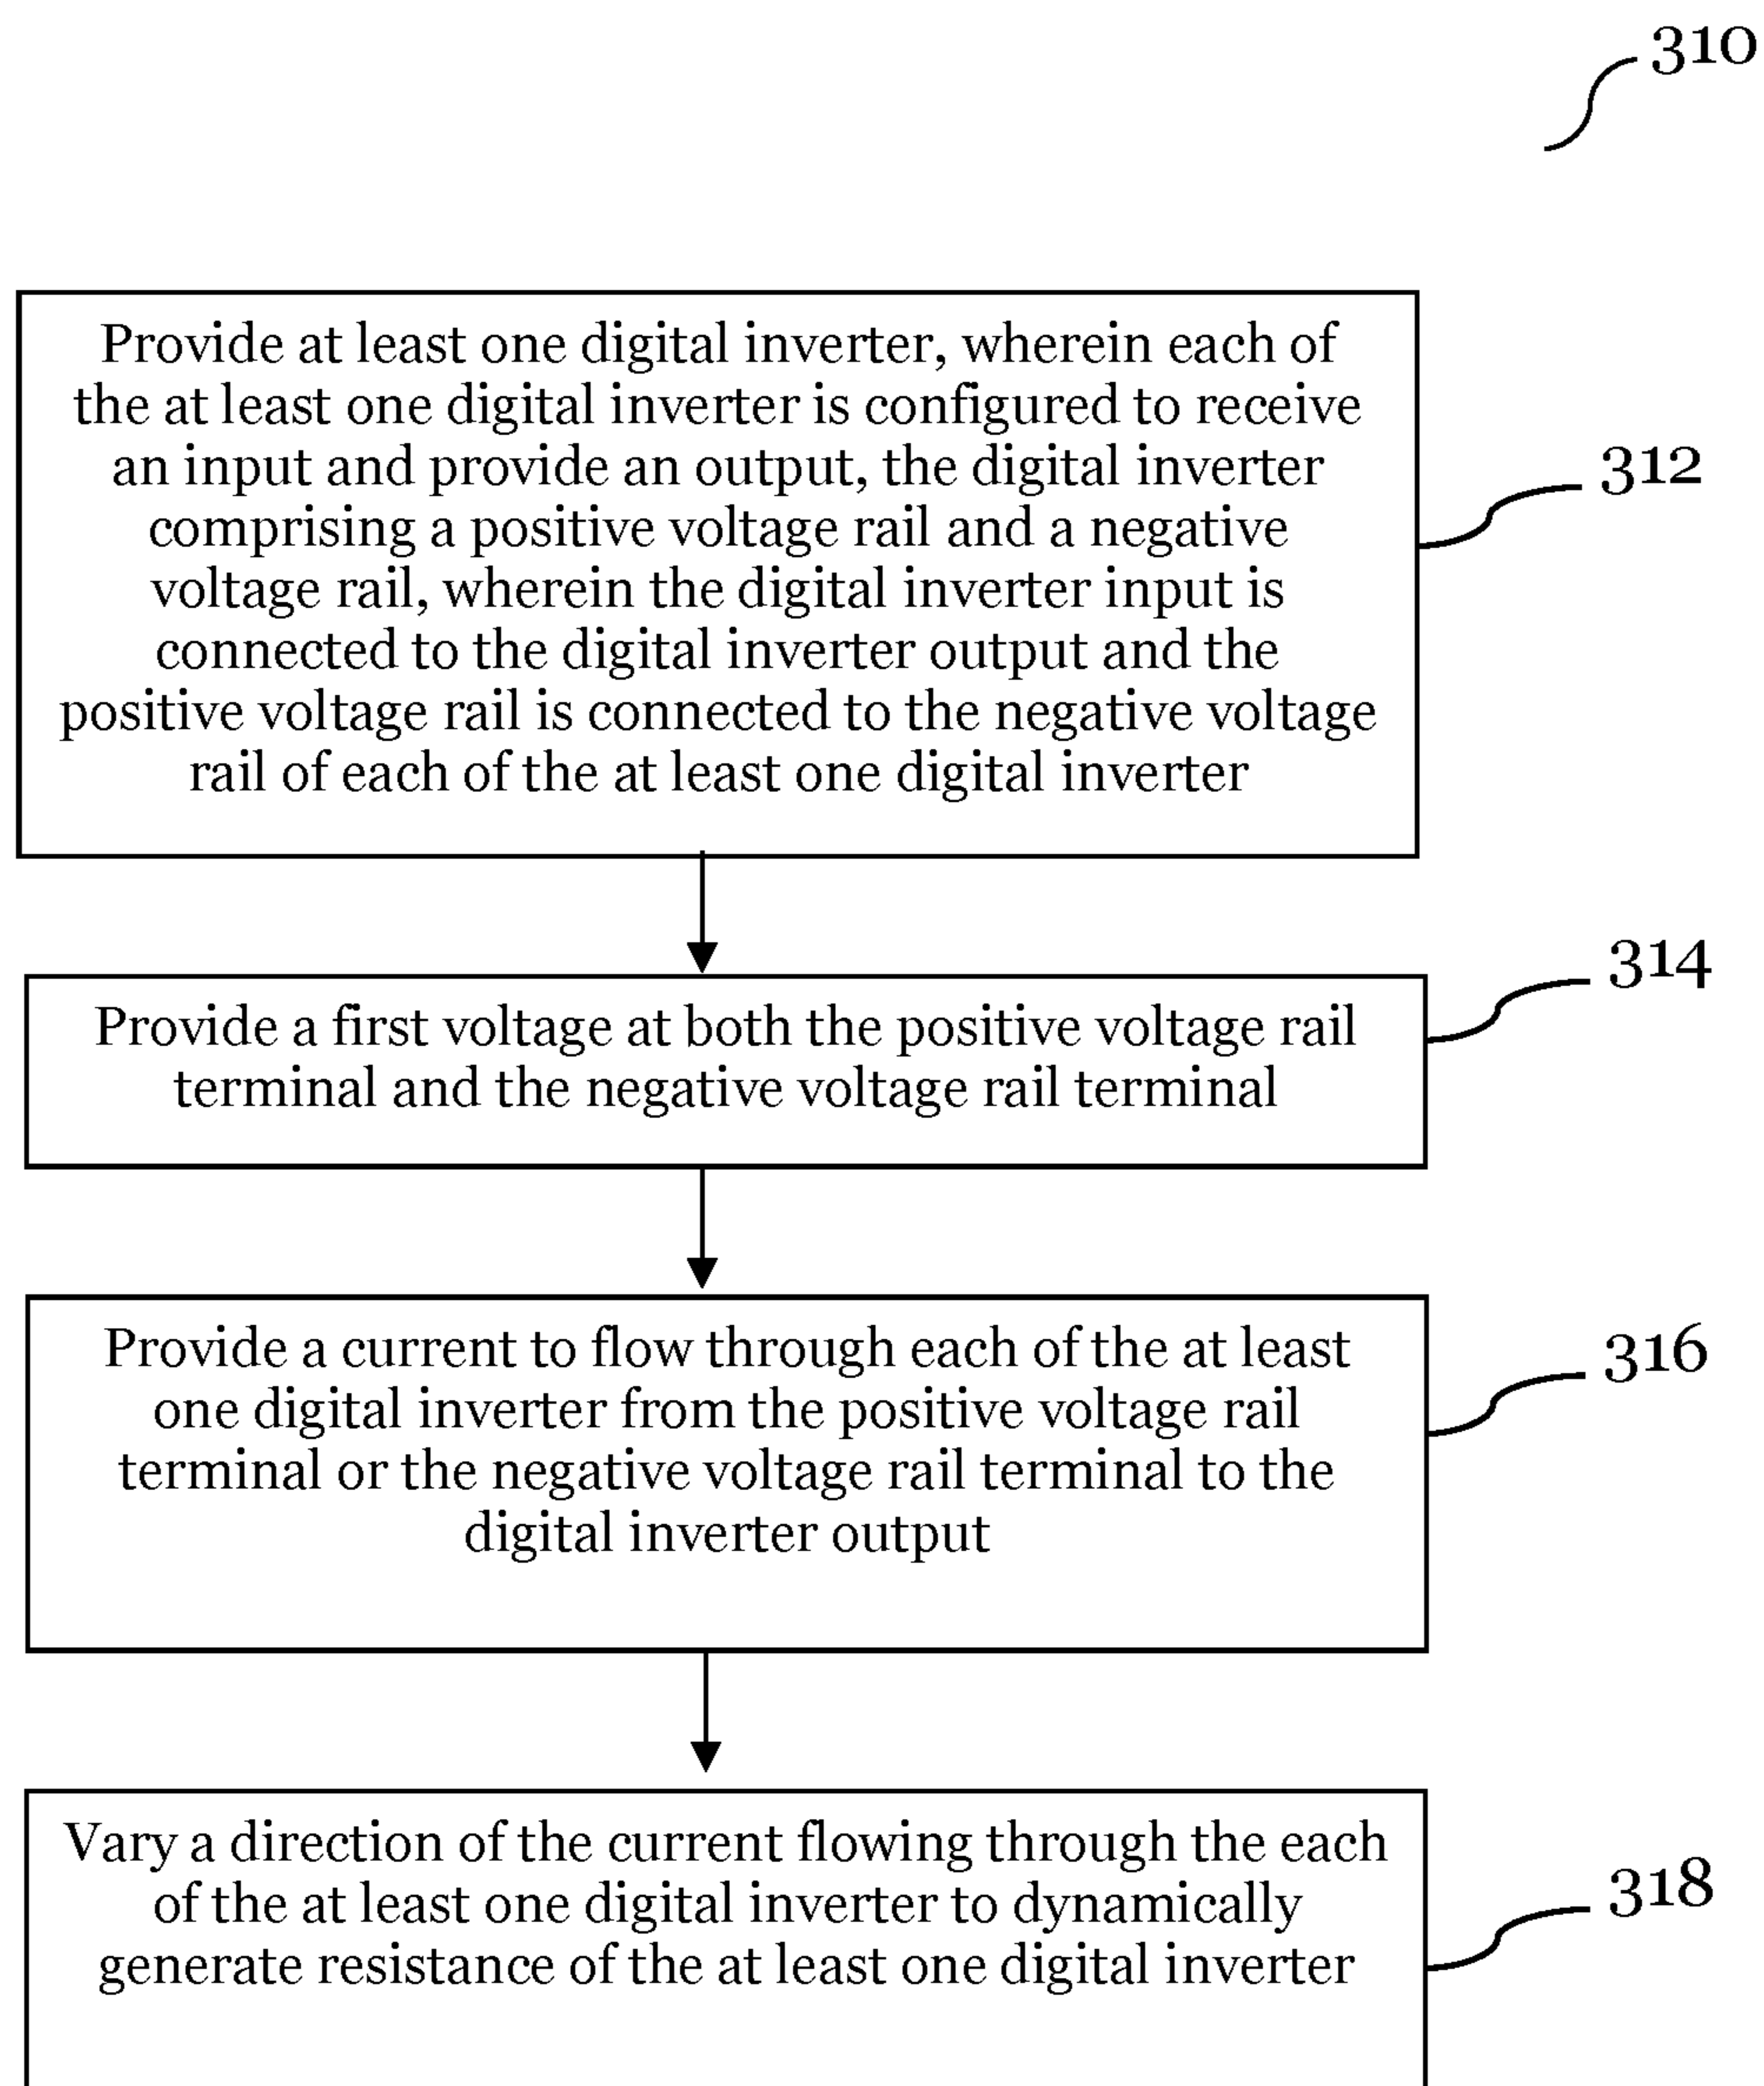 310
Provide at least one digital inverter, wherein each of
the at least one digital inverter is configured to receive
an input and provide an output, the digital inverter
comprising a positive voltage rail and a negative
voltage rail, wherein the digital inverter input is
connected to the digital inverter output and the
positive voltage rail is connected to the negative voltage
rail of each of the at least one digital inverter
312
Provide a first voltage at both the positive voltage rail
terminal and the negative voltage rail terminal
314
Provide a current to flow through each of the at least
one digital inverter from the positive voltage rail
terminal or the negative voltage rail terminal to the
digital inverter output
316
Vary a direction of the current flowing through the each
of the at least one digital inverter to dynamically
generate resistance of the at least one digital inverter
318